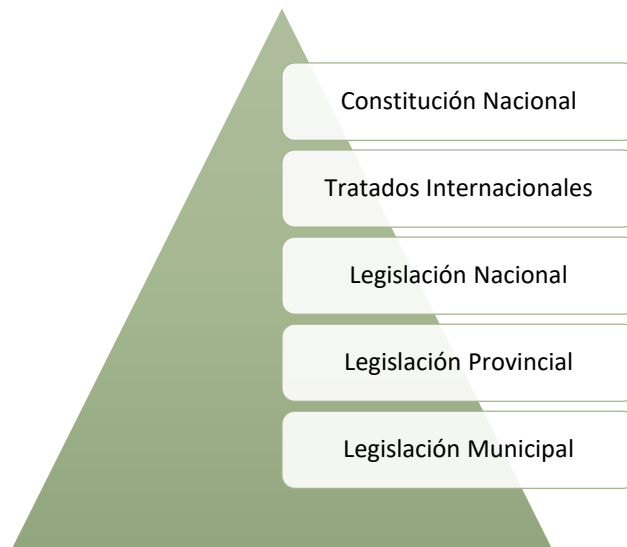 Constitución Nacional
Tratados Internacionales
Legislación Nacional
Legislación Provincial
Legislación Municipal